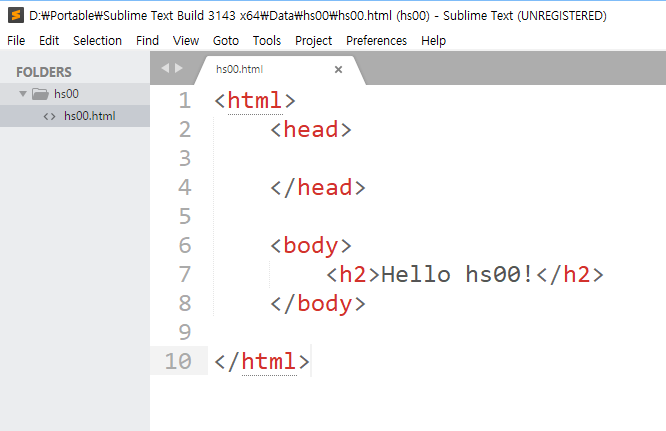 D:₩Portable₩Sublime Text Build 3143 x64₩Data₩hs00₩hs00.html (hs00) - Sublime Text (UNREGISTERED)
File Edit Selection Find View Goto Tools Project Preferences Help
FOLDERS
hs00
<> hs00.html
hs00.html ×
1 <html>
2 <head>
3
4 </head>
5
6 <body>
7 <h2>Hello hs00!</h2>
8 </body>
9
10 </html>